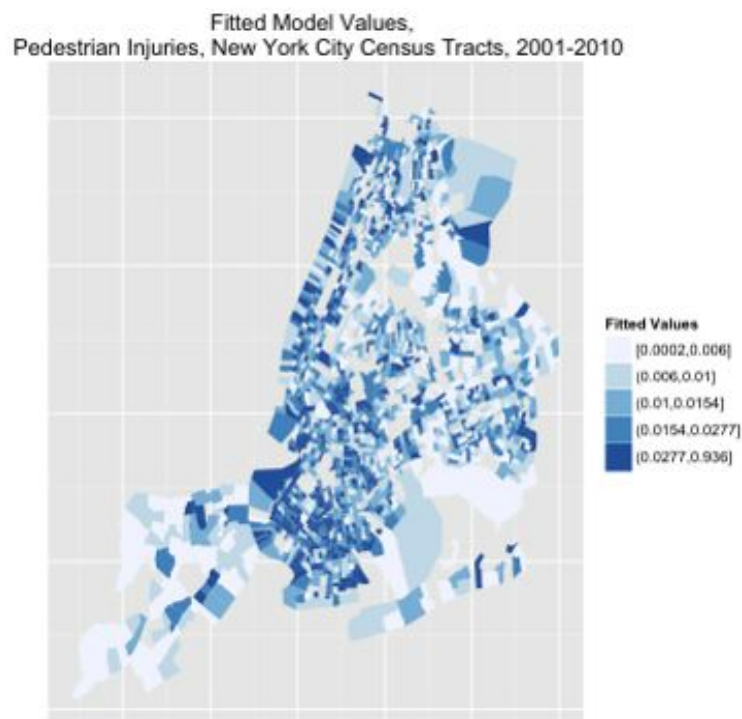 Fitted Model Values,
Pedestrian Injuries, New York City Census Tracts, 2001-2010
Fitted Values
[0.0002,0.006]
(0.006,0.01]
(0.01,0.0154]
(0.0154,0.0277]
(0.0277,0.936]